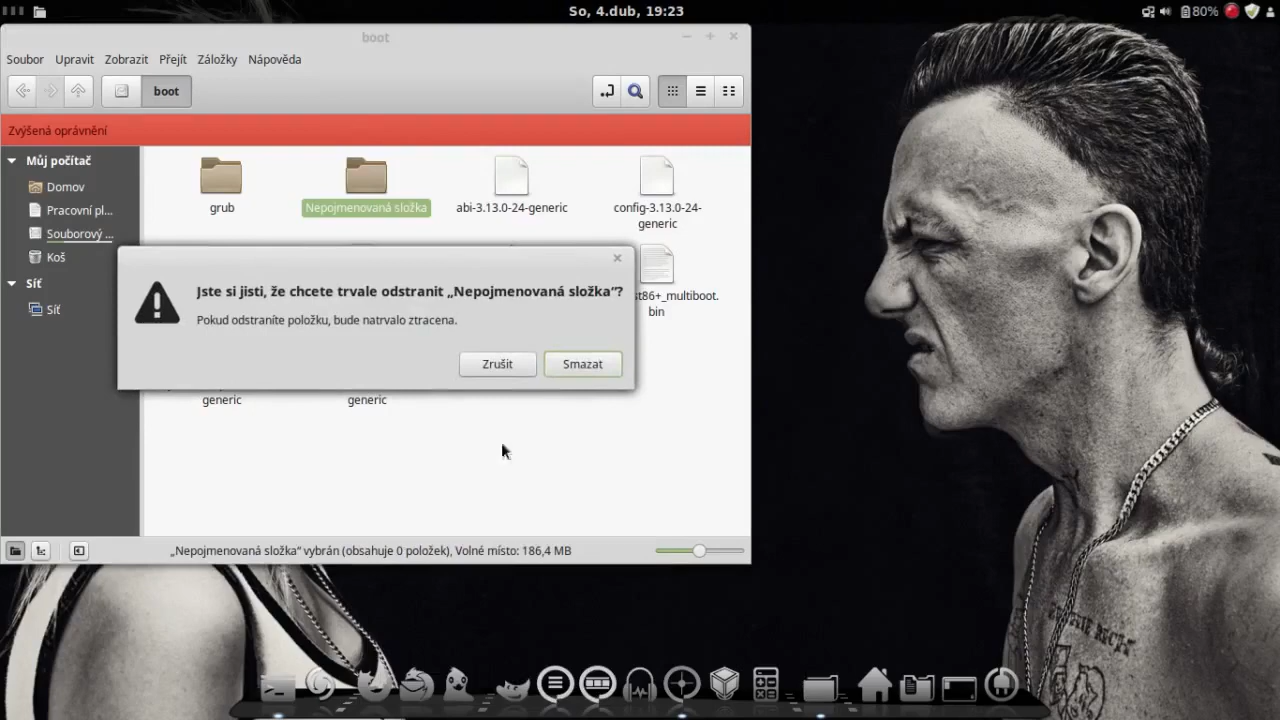 So, 4.dub, 19:23
80%
boot
Soubor Upravit Zobrazit Přejít Záložky Nápověda
boot
Zvýšená oprávnění
Můj počítač
Domov
Pracovní pl...
Souborový ...
Koš
Síť
Síť
grub
Nepojmenovaná složka
abi-3.13.0-24-generic
config-3.13.0-24-
generic
st86+_multiboot.
bin
Jste si jisti, že chcete trvale odstranit „Nepojmenovaná složka“?
Pokud odstraníte položku, bude natrvalo ztracena.
Zrušit Smazat
generic
generic
„Nepojmenovaná složka“ vybrán (obsahuje 0 položek), Volné místo: 186,4 MB